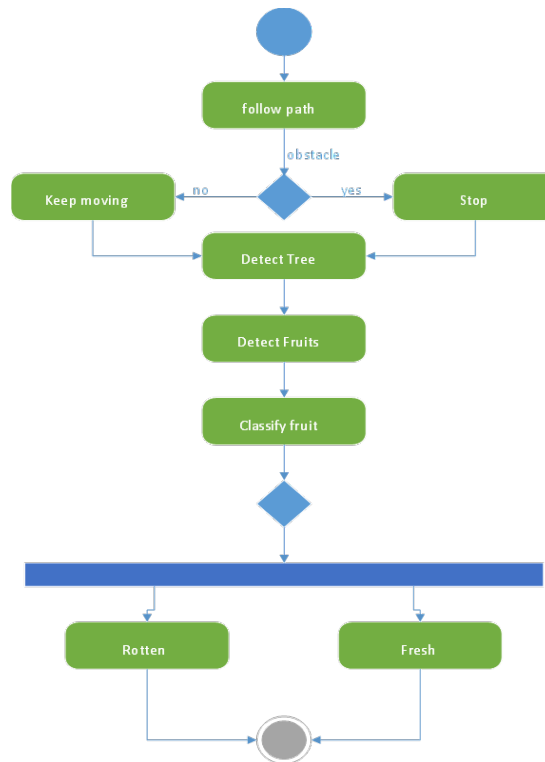 follow path
obstacle
no
yes
Keep moving
Stop
Detect Tree
Detect Fruits
Classify fruit
Rotten
Fresh